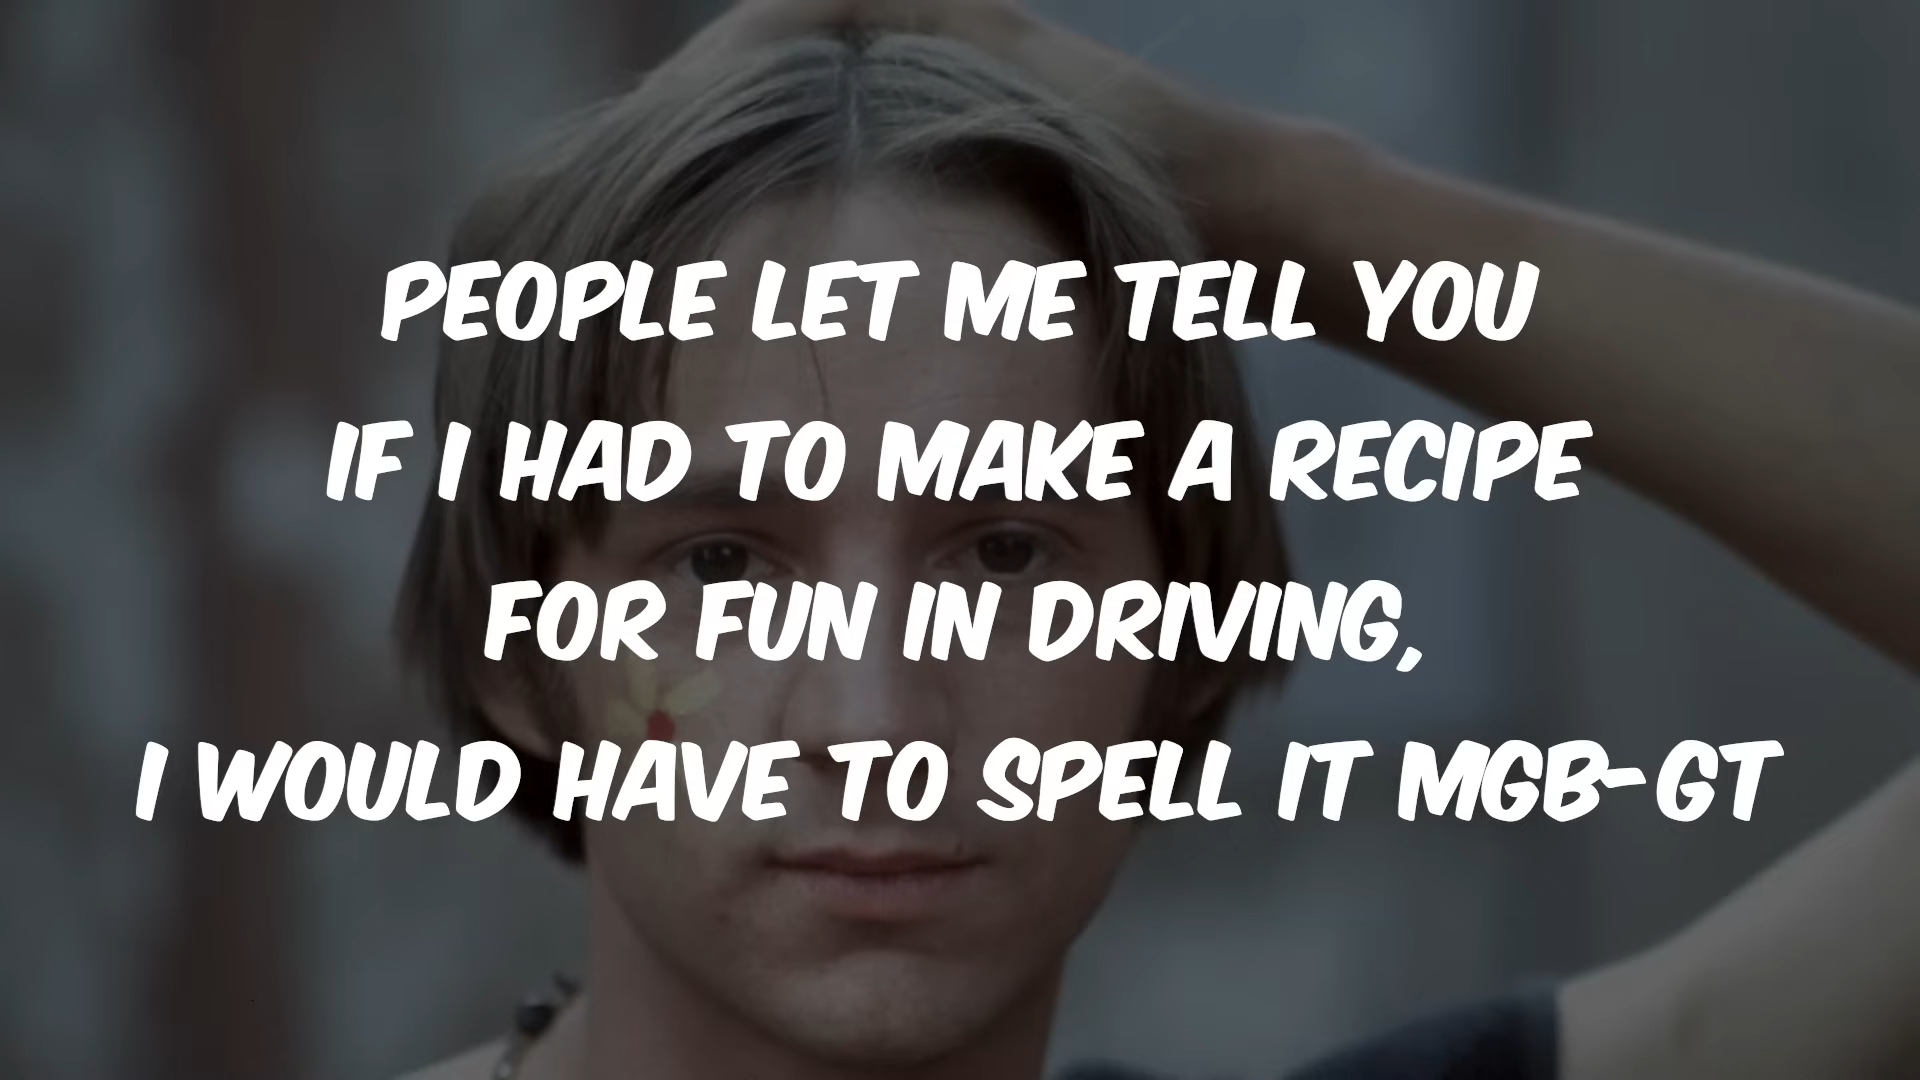 PEOPLE LET ME TELL YOU
IF I HAD TO MAKE A RECIPE
FOR FUN IN DRIVING,
I WOULD HAVE TO SPELL IT MGB-GT